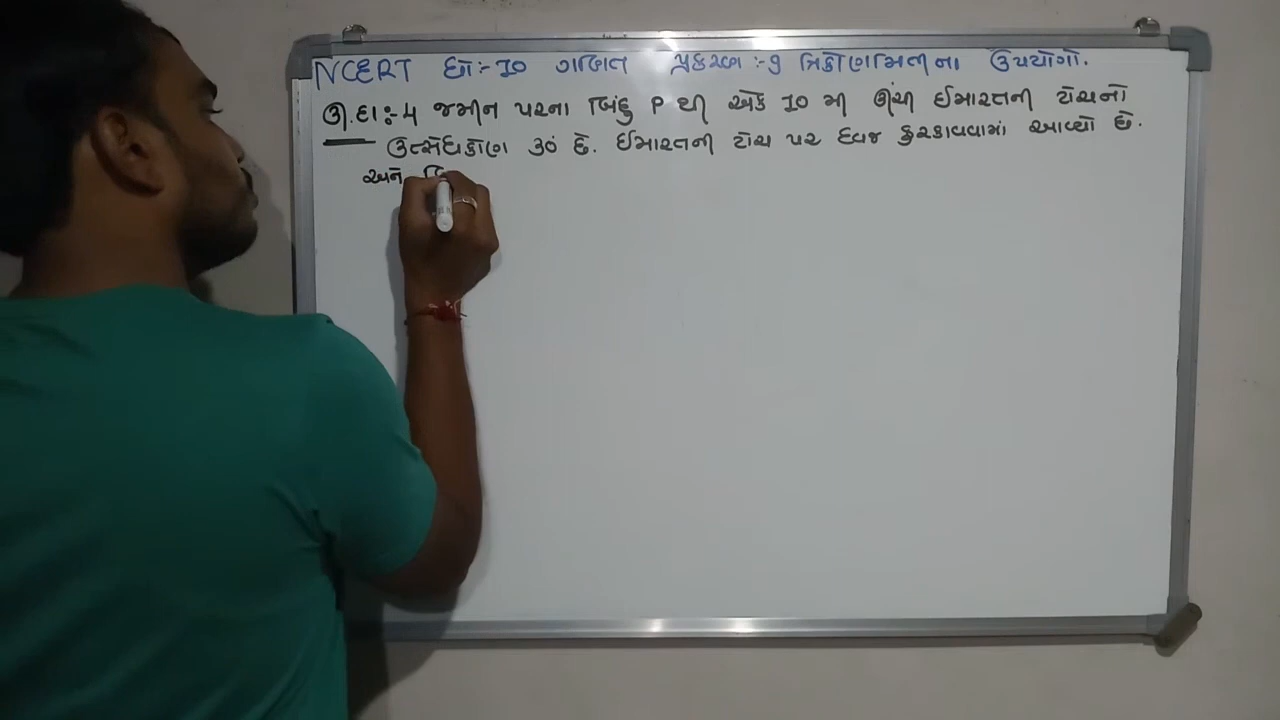 NCERT ધો:-10 ગણિત પ્રકરણ :-9 ત્રિકોણમિતીના ઉપયોગો.
ઉ.દા:4 જમીન પરના બિંદુ P થી એક 10 મી ઊંચી ઈમારતની ટોચનો
ઉત્સેધકોણ 30 છે. ઈમારતની ટોચ પર ધ્વજ ફરકાવવામાં આવ્યો છે.
અને